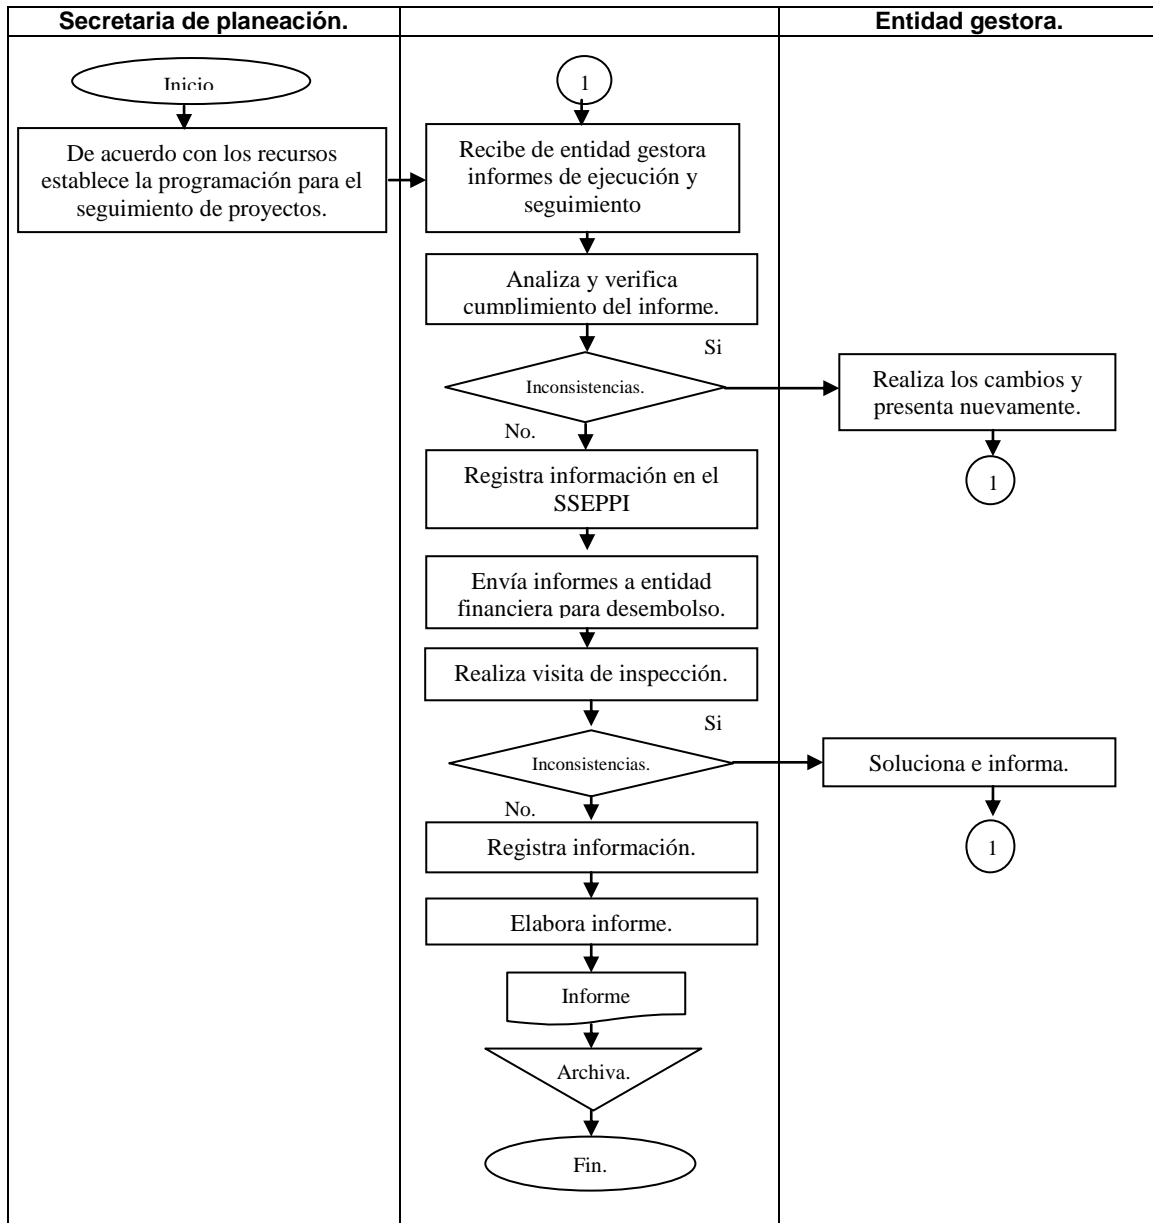 Secretaria de planeación.
Entidad gestora.
Inicio
De acuerdo con los recursos
establece la programación para el
seguimiento de proyectos.
1
Recibe de entidad gestora
informes de ejecución y
seguimiento
Analiza y verifica
cumplimiento del informe.
Si
Inconsistencias.
No.
Realiza los cambios y
presenta nuevamente.
1
Registra información en el
SSEPPI
Envía informes a entidad
financiera para desembolso.
Realiza visita de inspección.
Si
Inconsistencias.
No.
Soluciona e informa.
1
Registra información.
Elabora informe.
Informe
Archiva.
Fin.